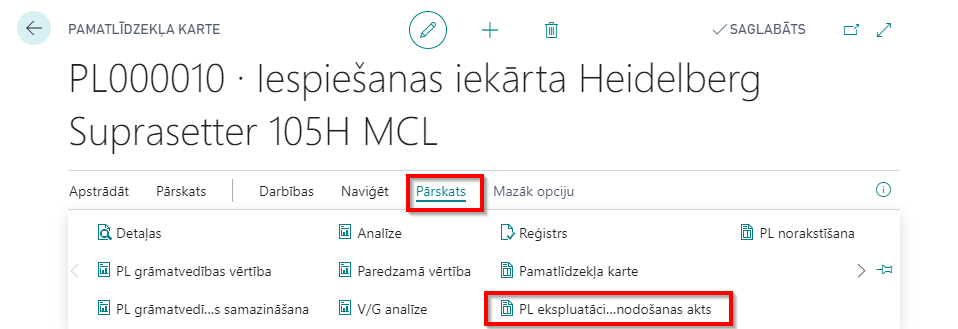 PAMATLĪDZEKĻA KARTE
SAGLABĀTS
PL000010 · Iespiešanas iekārta Heidelberg
Suprasetter 105H MCL
Apstrādāt Pārskats Darbības Naviģēt Pārskats Mazāk opciju
Detaļas Analīze Reģistrs PL norakstīšana
PL grāmatvedības vērtība Paredzamā vērtība Pamatlīdzekļa karte
PL grāmatvedī...s samazināšana V/G analīze PL ekspluatāci...nodošanas akts